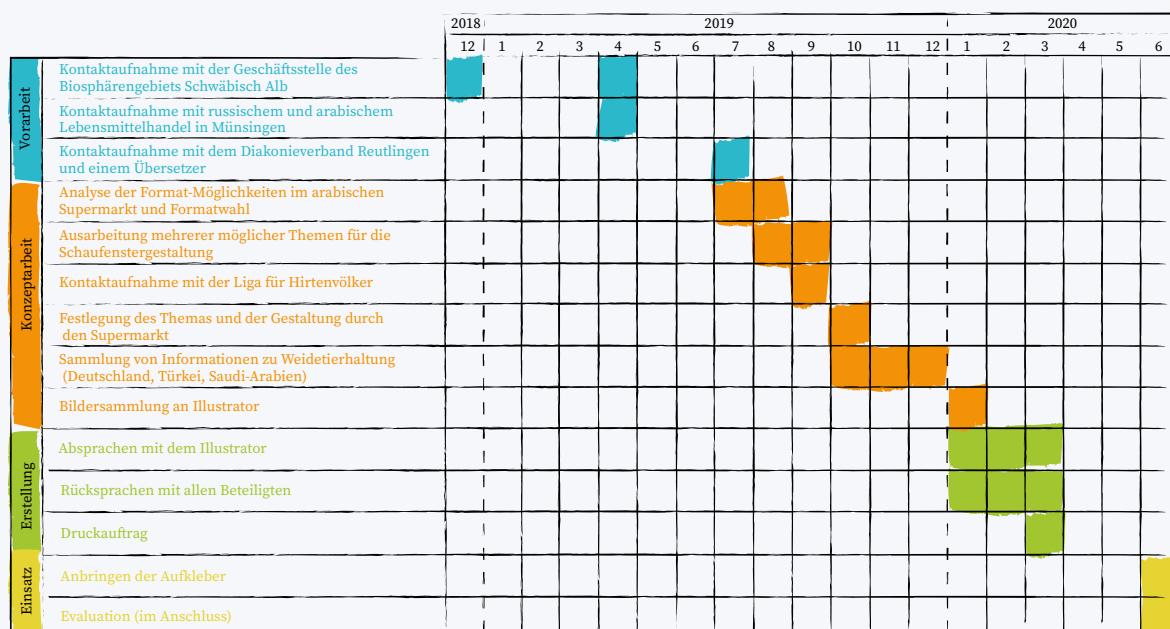 2018 2019 2020
12 1 2 3 4 5 6 7 8 9 10 11 12 1 2 3 4 5 6
Vorarbeit
Kontaktaufnahme mit der Geschäftsstelle des
Biosphärengebiets Schwäbisch Alb
Kontaktaufnahme mit russischem und arabischem
Lebensmittelhandel in Münsingen
Kontaktaufnahme mit dem Diakonieverband Reutlingen
und einem Übersetzer
Konzeptarbeit
Analyse der Format-Möglichkeiten im arabischen
Supermarkt und Formatwahl
Ausarbeitung mehrerer möglicher Themen für die
Schaufenstergestaltung
Kontaktaufnahme mit der Liga für Hirtenvölker
Festlegung des Themas und der Gestaltung durch
den Supermarkt
Sammlung von Informationen zu Weidetierhaltung
(Deutschland, Türkei, Saudi-Arabien)
Bildersammlung an Illustrator
Erstellung
Absprachen mit dem Illustrator
Rücksprachen mit allen Beteiligten
Druckauftrag
Einsatz
Anbringen der Aufkleber
Evaluation (im Anschluss)